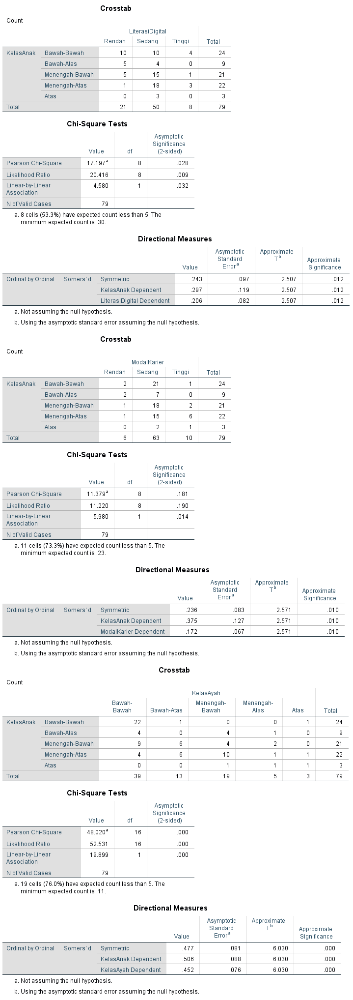 Crosstab
Count
LiterasiDigital
Rendah Sedang Tinggi Total
KelasAnak Bawah-Bawah 10 10 4 24
Bawah-Atas 5 4 0 9
Menengah-Bawah 5 15 1 21
Menengah-Atas 1 18 3 22
Atas 0 3 0 3
Total 21 50 8 79
Chi-Square Tests
Value df Asymptotic Significance (2-sided)
Pearson Chi-Square 17.197a 8 .028
Likelihood Ratio 20.416 8 .009
Linear-by-Linear Association 4.580 1 .032
N of Valid Cases 79
a. 8 cells (53.3%) have expected count less than 5. The
minimum expected count is .30.
Directional Measures
Value Asymptotic Standard Error a Approximate T b Approximate Significance
Ordinal by Ordinal Somers' d Symmetric .243 .097 2.507 .012
KelasAnak Dependent .297 .119 2.507 .012
LiterasiDigital Dependent .206 .082 2.507 .012
a. Not assuming the null hypothesis.
b. Using the asymptotic standard error assuming the null hypothesis.
Crosstab
Count
ModalKarier
Rendah Sedang Tinggi Total
KelasAnak Bawah-Bawah 2 21 1 24
Bawah-Atas 2 7 0 9
Menengah-Bawah 1 18 2 21
Menengah-Atas 1 15 6 22
Atas 0 2 1 3
Total 6 63 10 79
Chi-Square Tests
Value df Asymptotic Significance (2-sided)
Pearson Chi-Square 11.379a 8 .181
Likelihood Ratio 11.220 8 .190
Linear-by-Linear Association 5.980 1 .014
N of Valid Cases 79
a. 11 cells (73.3%) have expected count less than 5. The
minimum expected count is .23.
Directional Measures
Value Asymptotic Standard Error a Approximate T b Approximate Significance
Ordinal by Ordinal Somers' d Symmetric .236 .083 2.571 .010
KelasAnak Dependent .375 .127 2.571 .010
ModalKarier Dependent .172 .067 2.571 .010
a. Not assuming the null hypothesis.
b. Using the asymptotic standard error assuming the null hypothesis.
Crosstab
Count
KelasAyah
Bawah-Bawah Bawah-Atas Menengah-Bawah Menengah-Atas Atas Total
KelasAnak Bawah-Bawah 22 1 0 0 1 24
Bawah-Atas 4 0 4 1 0 9
Menengah-Bawah 9 6 4 2 0 21
Menengah-Atas 4 6 10 1 1 22
Atas 0 0 1 1 1 3
Total 39 13 19 5 3 79
Chi-Square Tests
Value df Asymptotic Significance (2-sided)
Pearson Chi-Square 48.020a 16 .000
Likelihood Ratio 52.531 16 .000
Linear-by-Linear Association 19.899 1 .000
N of Valid Cases 79
a. 19 cells (76.0%) have expected count less than 5. The
minimum expected count is .11.
Directional Measures
Value Asymptotic Standard Error a Approximate T b Approximate Significance
Ordinal by Ordinal Somers' d Symmetric .477 .081 6.030 .000
KelasAnak Dependent .506 .088 6.030 .000
KelasAyah Dependent .452 .076 6.030 .000
a. Not assuming the null hypothesis.
b. Using the asymptotic standard error assuming the null hypothesis.